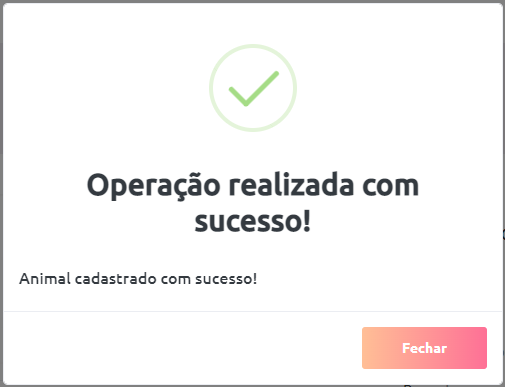 Operação realizada com
sucesso!
Animal cadastrado com sucesso!
Fechar